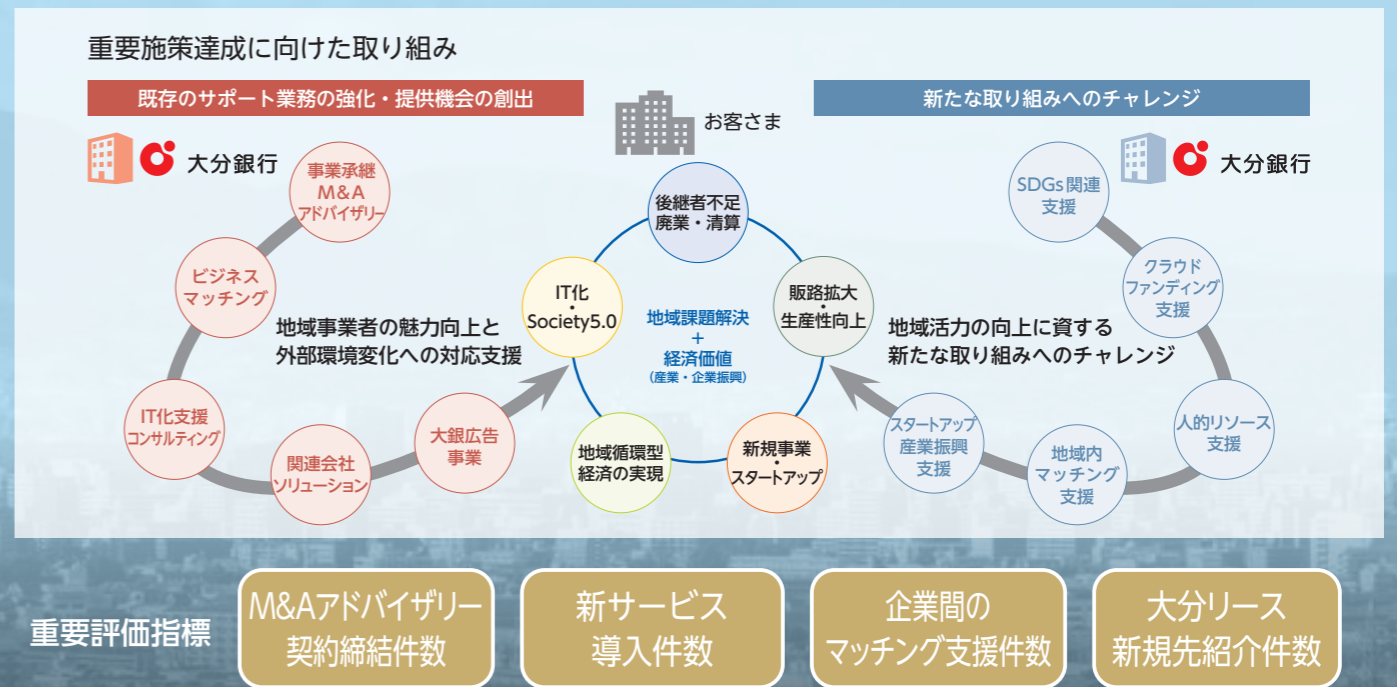 重要施策達成に向けた取り組み
既存のサポート業務の強化・提供機会の創出
大分銀行
事業承継
M&A
アドバイザリー
ビジネス
マッチング
IT化支援
コンサルティング
関連会社
ソリューション
大銀広告
事業
地域事業者の魅力向上と
外部環境変化への対応支援
お客さま
後継者不足
廃業・清算
IT化
・
Society5.0
販路拡大
・
生産性向上
地域循環型
経済の実現
新規事業
・
スタートアップ
地域課題解決
+
経済価値
(産業・企業振興)
新たな取り組みへのチャレンジ
大分銀行
SDGs関連
支援
クラウド
ファンディング
支援
人的リソース
支援
地域内
マッチング
支援
スタートアップ
産業振興
支援
地域活力の向上に資する
新たな取り組みへのチャレンジ
重要評価指標
M&Aアドバイザリー
契約締結件数
新サービス
導入件数
企業間の
マッチング支援件数
大分リース
新規先紹介件数